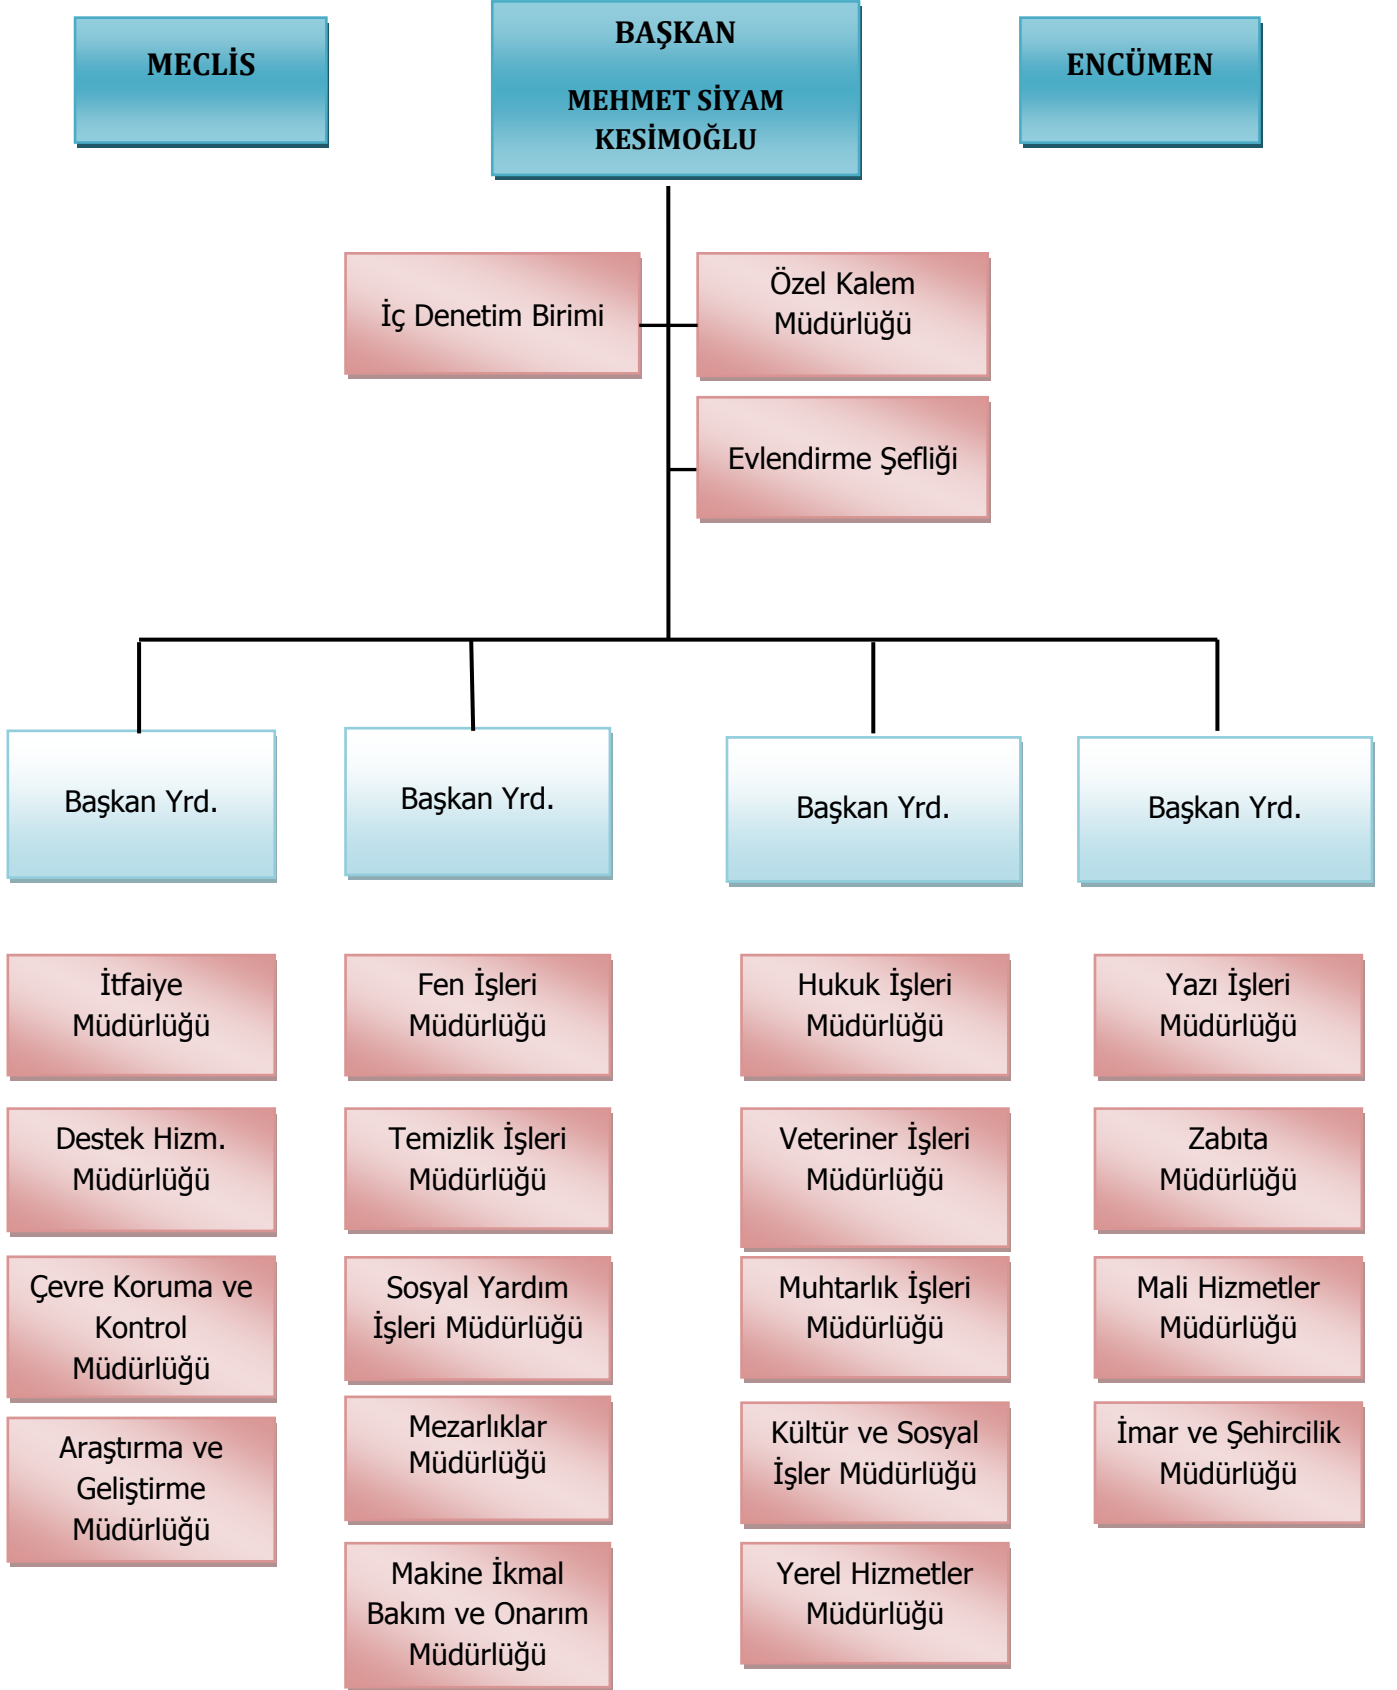 MECLİS
BAŞKAN
MEHMET SİYAM
KESİMOĞLU
ENCÜMEN
İç Denetim Birimi
Özel Kalem
Müdürlüğü
Evlendirme Şefliği
Başkan Yrd.
Başkan Yrd.
Başkan Yrd.
Başkan Yrd.
İtfaiye
Müdürlüğü
Fen İşleri
Müdürlüğü
Hukuk İşleri
Müdürlüğü
Yazı İşleri
Müdürlüğü
Destek Hizm.
Müdürlüğü
Temizlik İşleri
Müdürlüğü
Veteriner İşleri
Müdürlüğü
Zabıta
Müdürlüğü
Çevre Koruma ve
Kontrol
Müdürlüğü
Sosyal Yardım
İşleri Müdürlüğü
Muhtarlık İşleri
Müdürlüğü
Mali Hizmetler
Müdürlüğü
Araştırma ve
Geliştirme
Müdürlüğü
Mezarlıklar
Müdürlüğü
Kültür ve Sosyal
İşler Müdürlüğü
İmar ve Şehircilik
Müdürlüğü
Makine İkmal
Bakım ve Onarım
Müdürlüğü
Yerel Hizmetler
Müdürlüğü